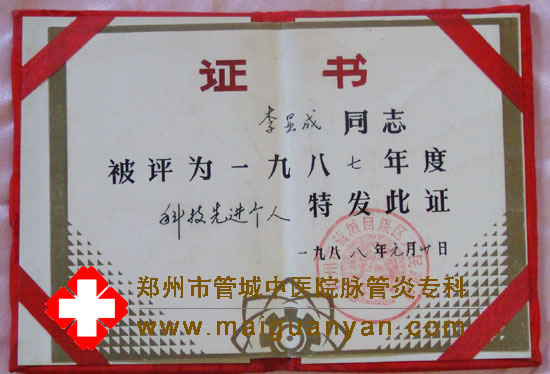 证 书
李显成 同志
被评为一九八七年度
科技先进个人 特发此证
一九八八年元月廿日
郑州市管城中医院脉管炎专科
www.maiguanyan.com